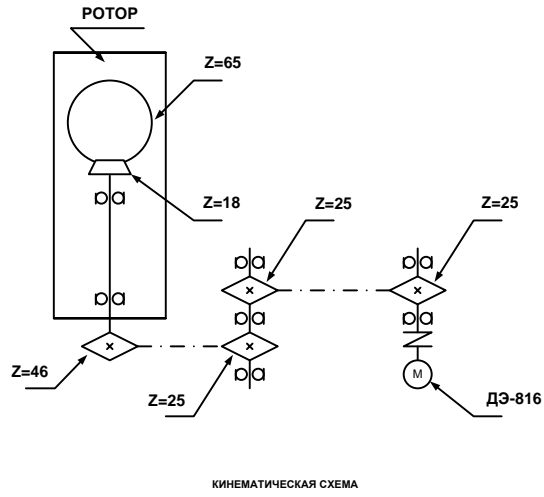 РОТОР
Z=65
Z=18
Z=25
Z=25
Z=46
Z=25
М
ДЭ-816
КИНЕМАТИЧЕСКАЯ СХЕМА